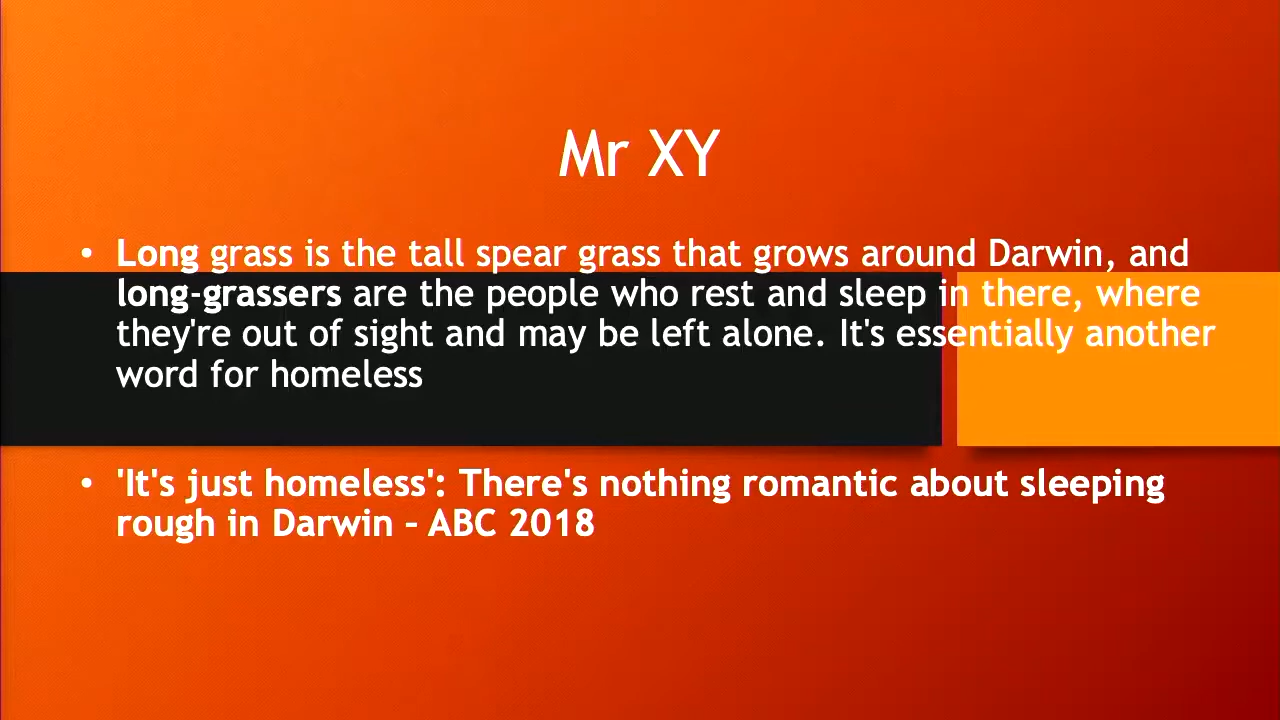 Mr XY
• Long grass is the tall spear grass that grows around Darwin, and
long-grassers are the people who rest and sleep in there, where
they're out of sight and may be left alone. It's essentially another
word for homeless
• 'It's just homeless': There's nothing romantic about sleeping
rough in Darwin – ABC 2018